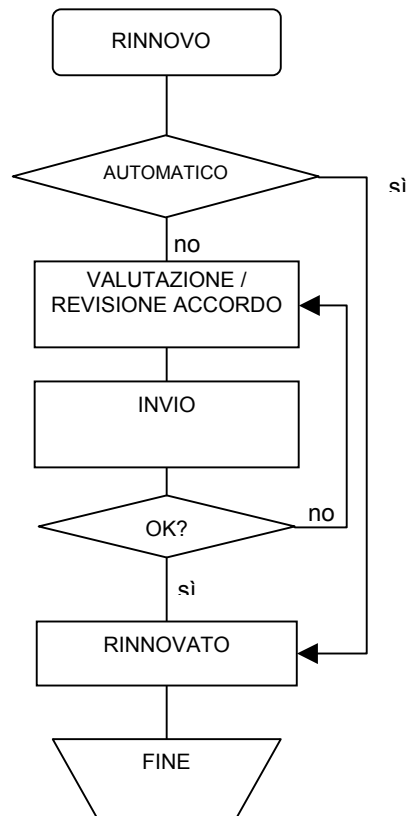 RINNOVO
AUTOMATICO
sì
no
VALUTAZIONE /
REVISIONE ACCORDO
INVIO
OK?
no
sì
RINNOVATO
FINE